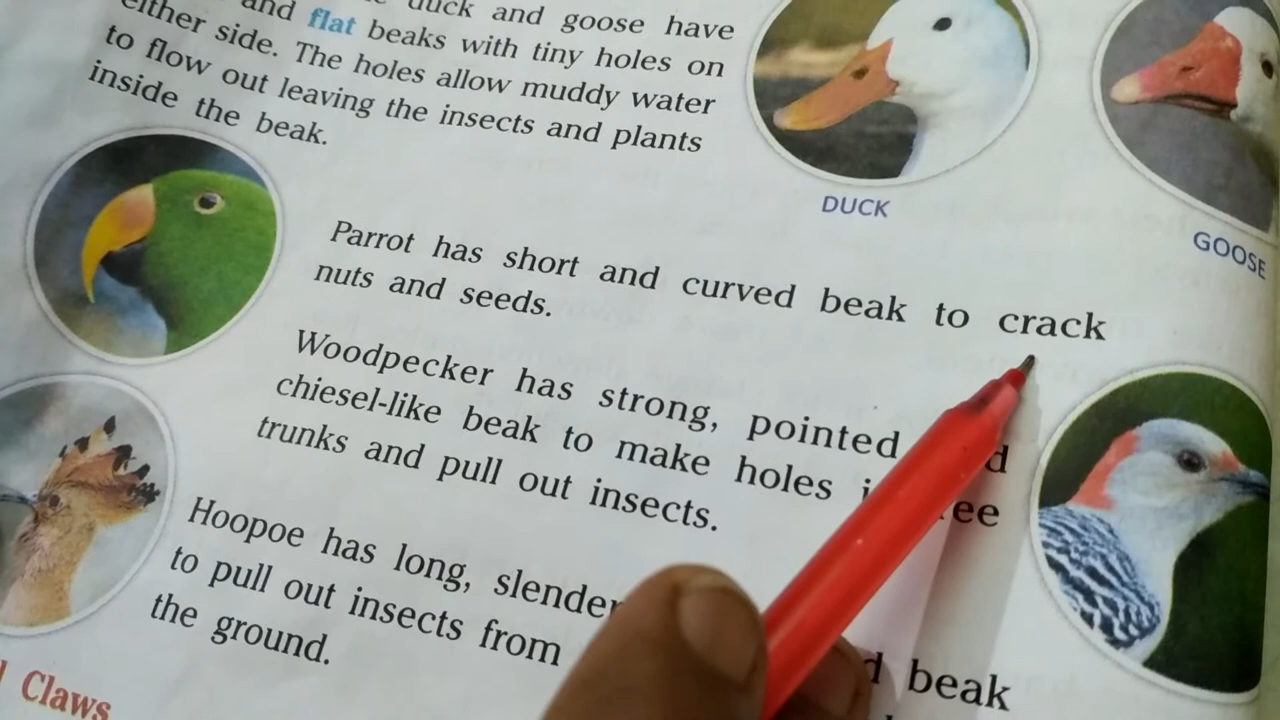 duck and goose have
and flat beaks with tiny holes on
either side. The holes allow muddy water
to flow out leaving the insects and plants
inside the beak.
DUCK
GOOSE
Parrot has short and curved beak to crack
nuts and seeds.
Woodpecker has strong, pointed
chiesel-like beak to make holes
trunks and pull out insects.
Hoopoe has long, slender beak
to pull out insects from
the ground.
Claws